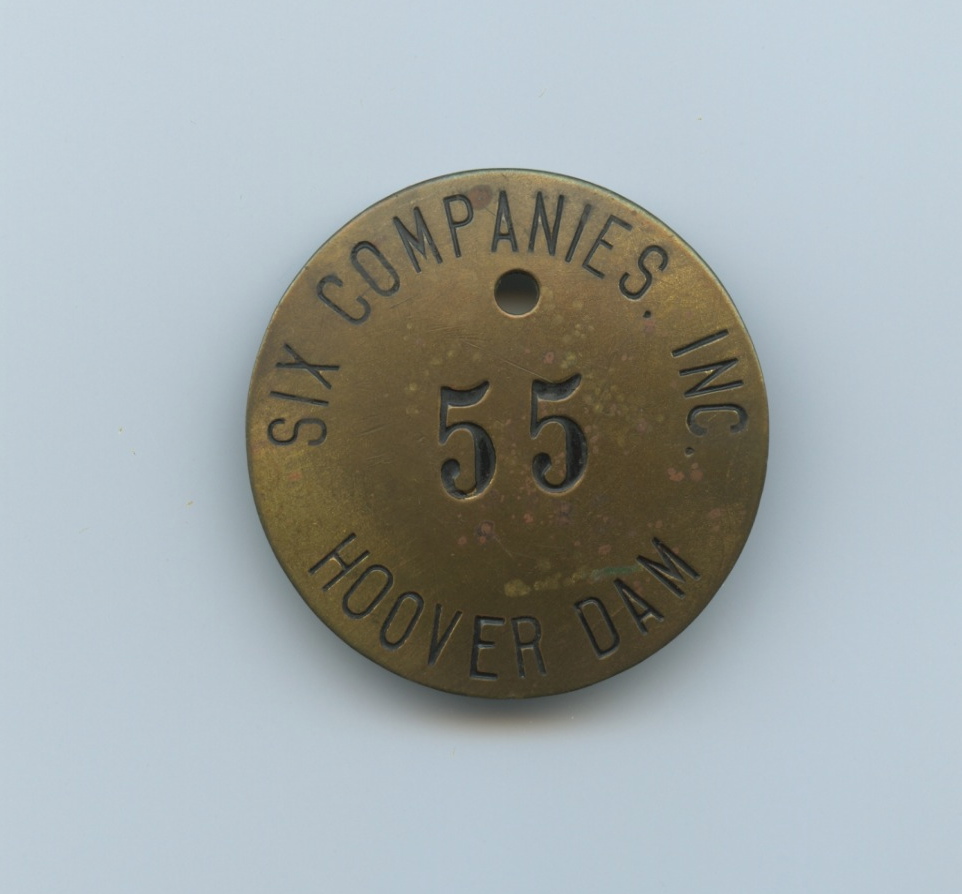 SIX COMPANIES. INC.
55
HOOVER DAM